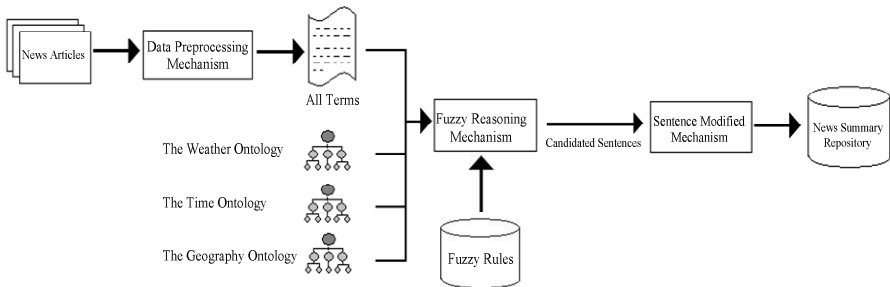 News Articles
Data Preprocessing
Mechanism
All Terms
The Weather Ontology
The Time Ontology
The Geography Ontology
Fuzzy Reasoning
Mechanism
Fuzzy Rules
Candidated Sentences
Sentence Modified
Mechanism
News Summary
Repository